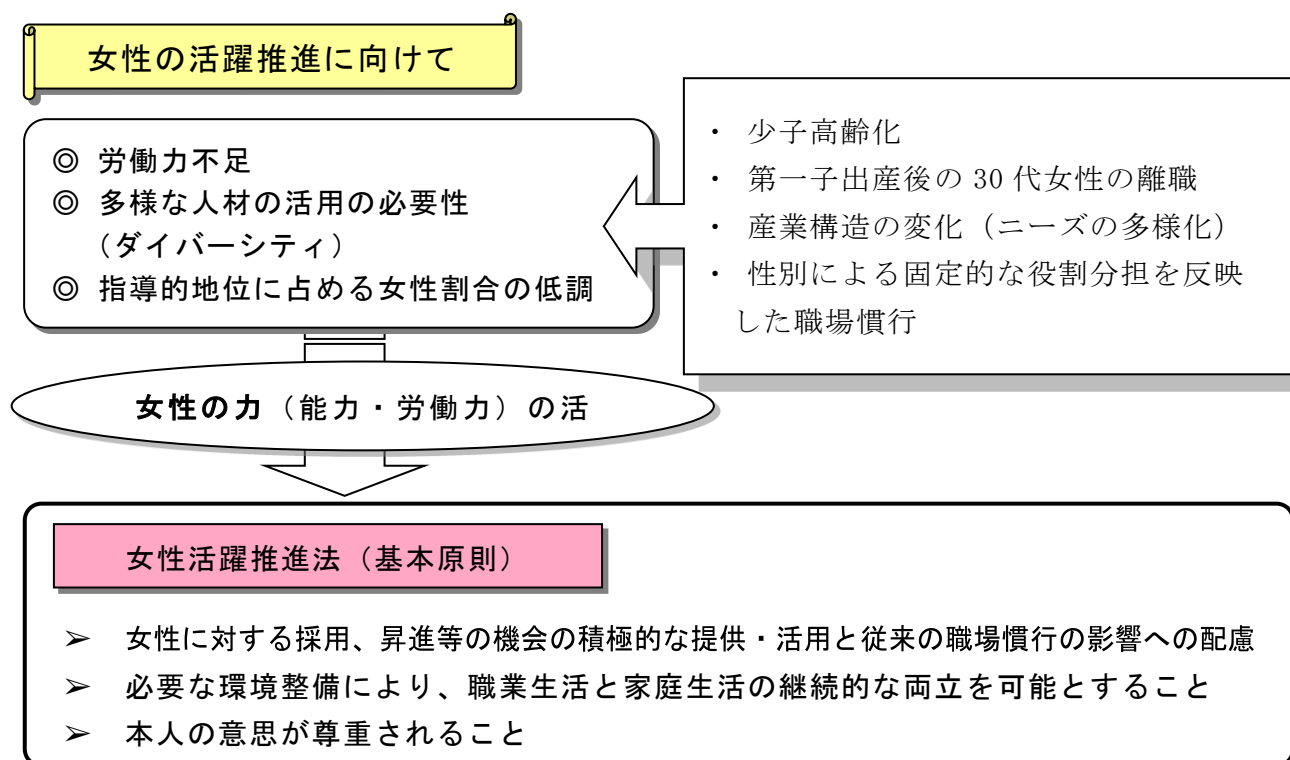 女性の活躍推進に向けて
◎ 労働力不足
◎ 多様な人材の活用の必要性
（ダイバーシティ）
◎ 指導的地位に占める女性割合の低調
・ 少子高齢化
・ 第一子出産後の 30 代女性の離職
・ 産業構造の変化（ニーズの多様化）
・ 性別による固定的な役割分担を反映
した職場慣行
女性の力（能力・労働力）の活
女性活躍推進法（基本原則）
➢ 女性に対する採用、昇進等の機会の積極的な提供・活用と従来の職場慣行の影響への配慮
➢ 必要な環境整備により、職業生活と家庭生活の継続的な両立を可能とすること
➢ 本人の意思が尊重されること